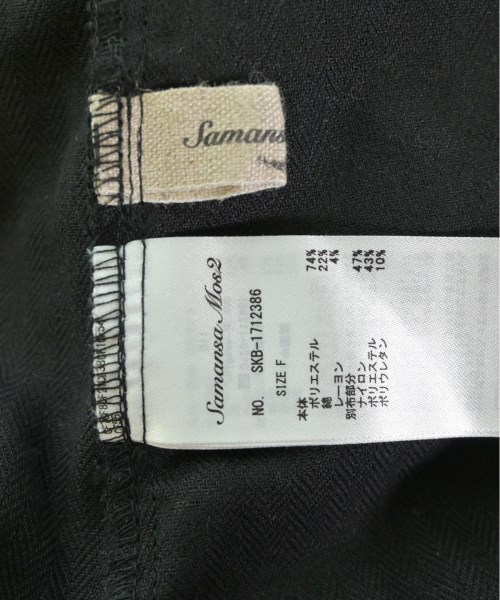 Samansa
Samansa Mos2
NO. SKB-1712386
SIZE F
本体
ポリエステル 74%
綿 22%
レーヨン 4%
別布部分
ナイロン 47%
ポリエステル 43%
ポリウレタン 10%